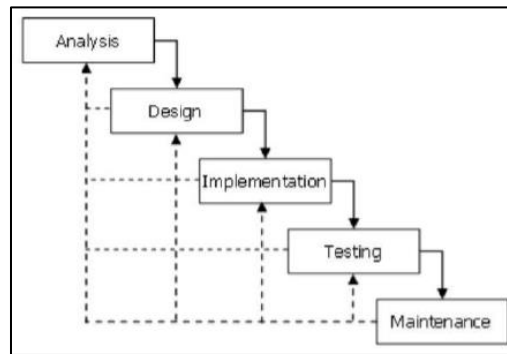 Analysis
Design
Implementation
Testing
Maintenance